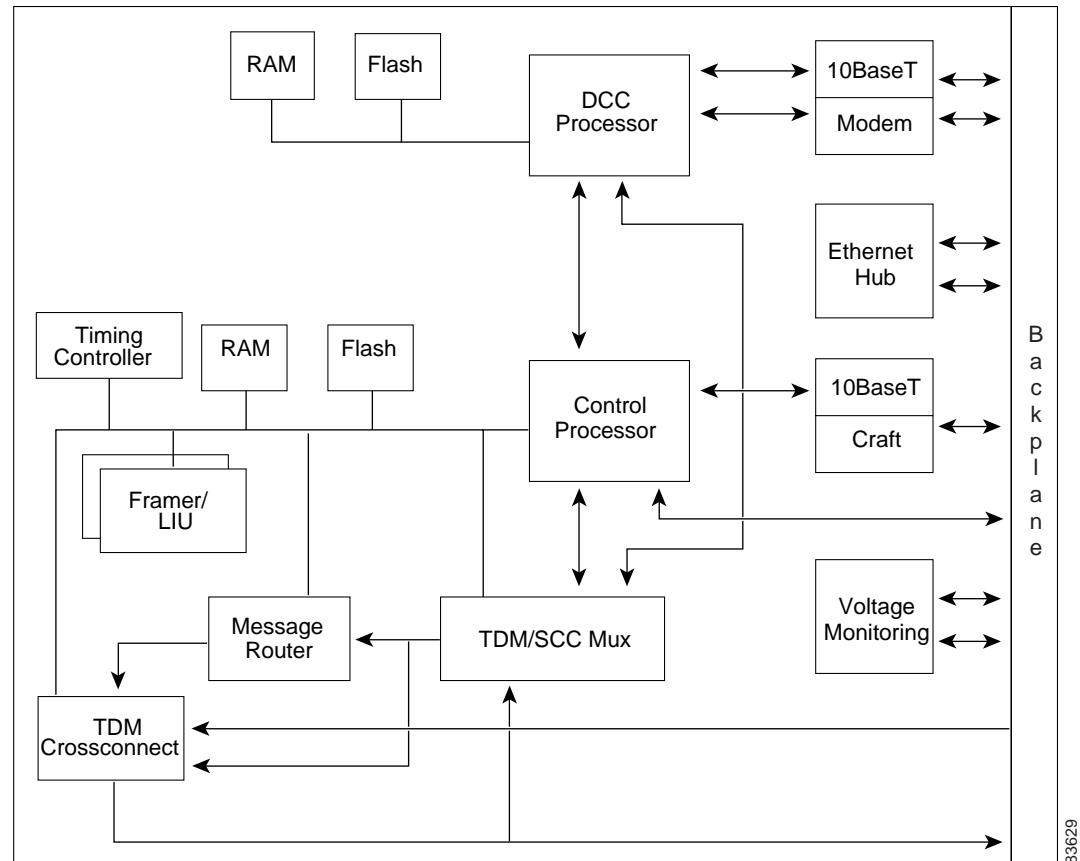 RAM
Flash
DCC
Processor
10BaseT
Modem
Ethernet
Hub
Timing
Controller
RAM
Flash
Control
Processor
10BaseT
Craft
Framer/
LIU
Message
Router
TDM/SCC Mux
Voltage
Monitoring
TDM
Crossconnect
B
a
c
k
p
l
a
n
e
83629